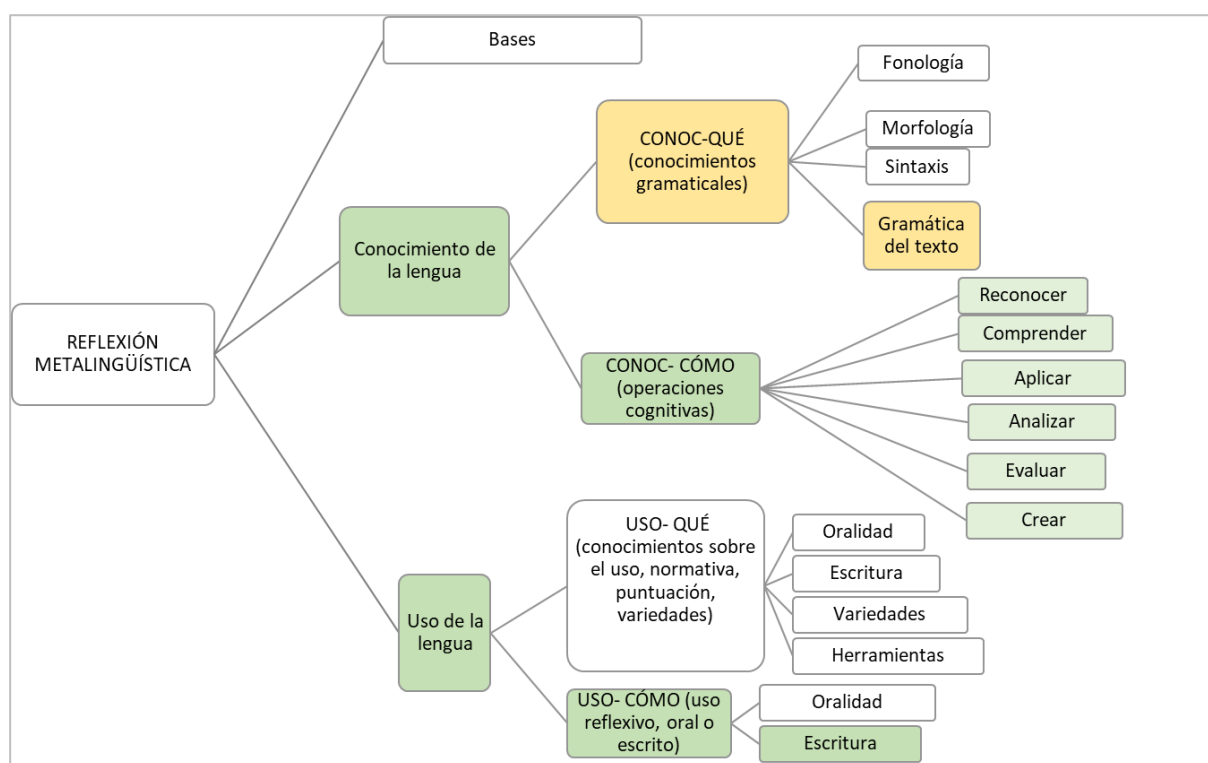 Bases
Fonología
CONOC-QUÉ
(conocimientos
gramaticales)
Morfología
Sintaxis
Gramática
del texto
Conocimiento de
la lengua
REFLEXIÓN
METALINGÜÍSTICA
CONOC- CÓMO
(operaciones
cognitivas)
Reconocer
Comprender
Aplicar
Analizar
Evaluar
Crear
Uso de la
lengua
USO- QUÉ
(conocimientos sobre
el uso, normativa,
puntuación,
variedades)
Oralidad
Escritura
Variedades
Herramientas
USO- CÓMO (uso
reflexivo, oral o
escrito)
Oralidad
Escritura